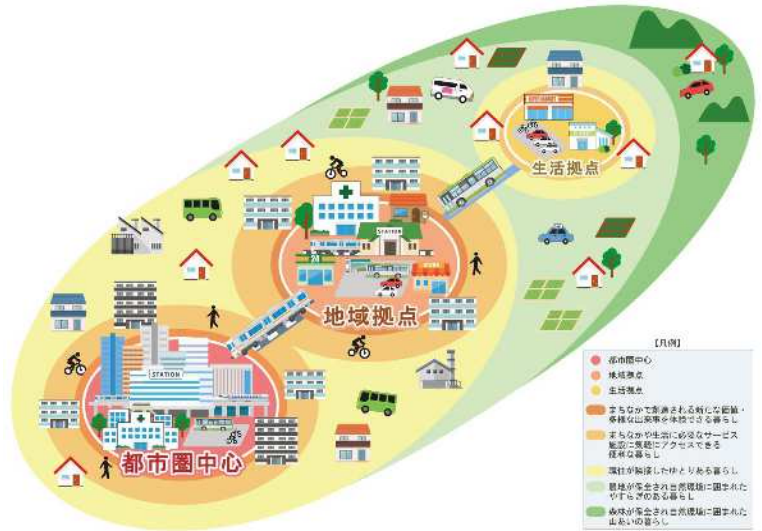 生活拠点
STATION
24
地域拠点
STATION
都市圏中心
【凡例】
都市圏中心
地域拠点
生活拠点
まちなかで創造される新たな価値・
多様な出来事を体験できる暮らし
まちなかや生活に必要なサービス
施設に気軽にアクセスできる
便利な暮らし
職住が近接したゆとりある暮らし
農地が保全され自然環境に囲まれた
やすらぎのある暮らし
森林が保全され自然環境に囲まれた
山あいの暮らし